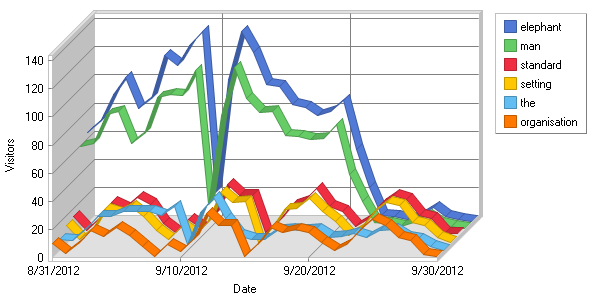 elephant
man
standard
setting
the
organisation
Visitors
140
120
100
80
60
40
20
0
8/31/2012
9/10/2012
9/20/2012
9/30/2012
Date